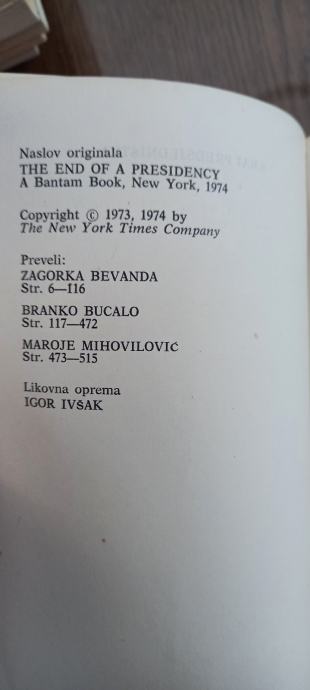 Naslov originala
THE END OF A PRESIDENCY
A Bantam Book, New York, 1974
Copyright © 1973, 1974 by
The New York Times Company
Preveli:
ZAGORKA BEVANDA
Str. 6—116
BRANKO BUCALO
Str. 117—472
MAROJE MIHOVILOVIĆ
Str. 473—515
Likovna oprema
IGOR IVŠAK